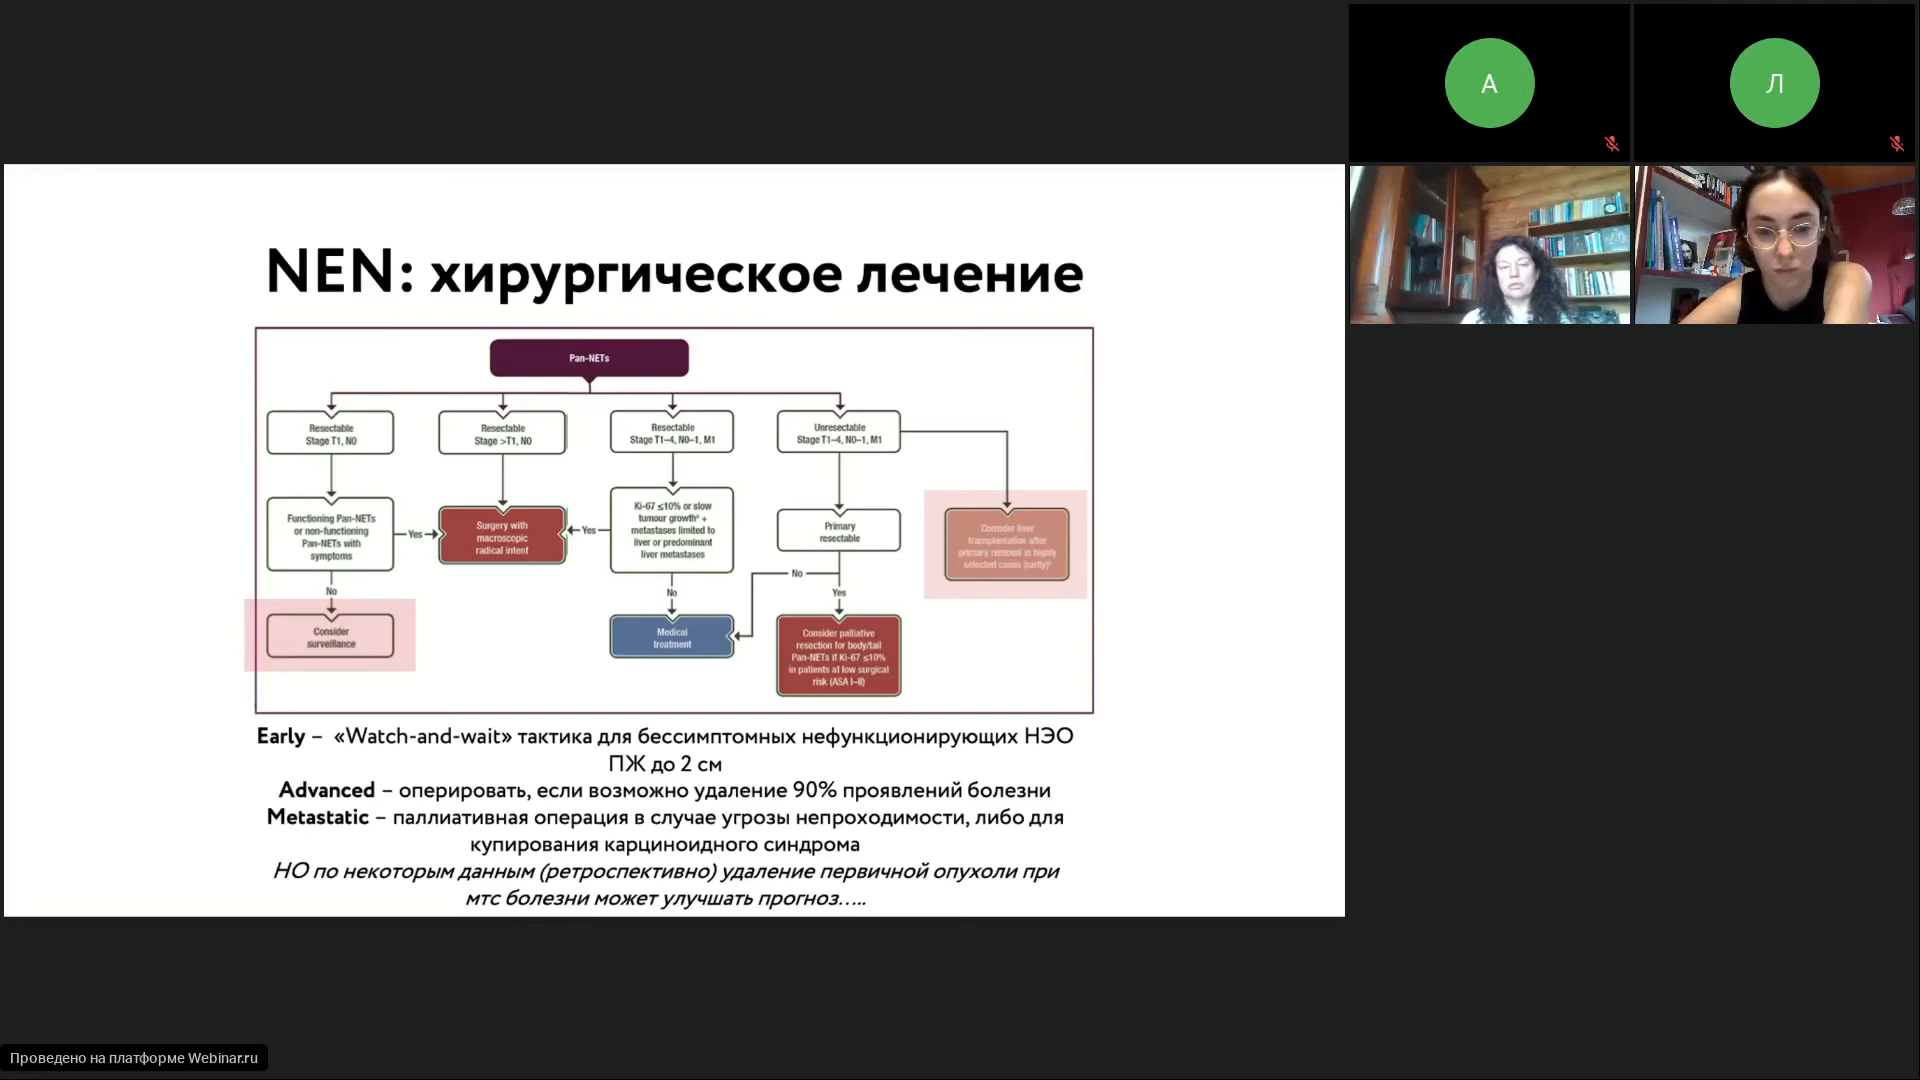 А
Л
NEN: хирургическое лечение
Pan-NETs
Resectable
Stage T1, N0
Resectable
Stage >T1, N0
Resectable
Stage T1–4, N0–1, M1
Unresectable
Stage T1–4, N0–1, M1
Functioning Pan-NETs
or non-functioning
Pan-NETs with
symptoms
Yes
Surgery with
macroscopic
radical intent
Yes
Ki-67 ≤10% or slow
tumour growthᵃ +
metastases limited to
liver or predominant
liver metastases
Primary
resectable
Consider liver
transplantation after
primary removal in highly
selected cases (rarity)ᵇ
No
No
No
Yes
Consider
surveillance
Medical
treatment
Consider palliative
resection for body/tail
Pan-NETs if Ki-67 ≤10%
in patients at low surgical
risk (ASA I–II)
Early – «Watch-and-wait» тактика для бессимптомных нефункционирующих НЭО
ПЖ до 2 см
Advanced – оперировать, если возможно удаление 90% проявлений болезни
Metastatic – паллиативная операция в случае угрозы непроходимости, либо для
купирования карциноидного синдрома
НО по некоторым данным (ретроспективно) удаление первичной опухоли при
мтс болезни может улучшать прогноз…..
Проведено на платформе Webinar.ru